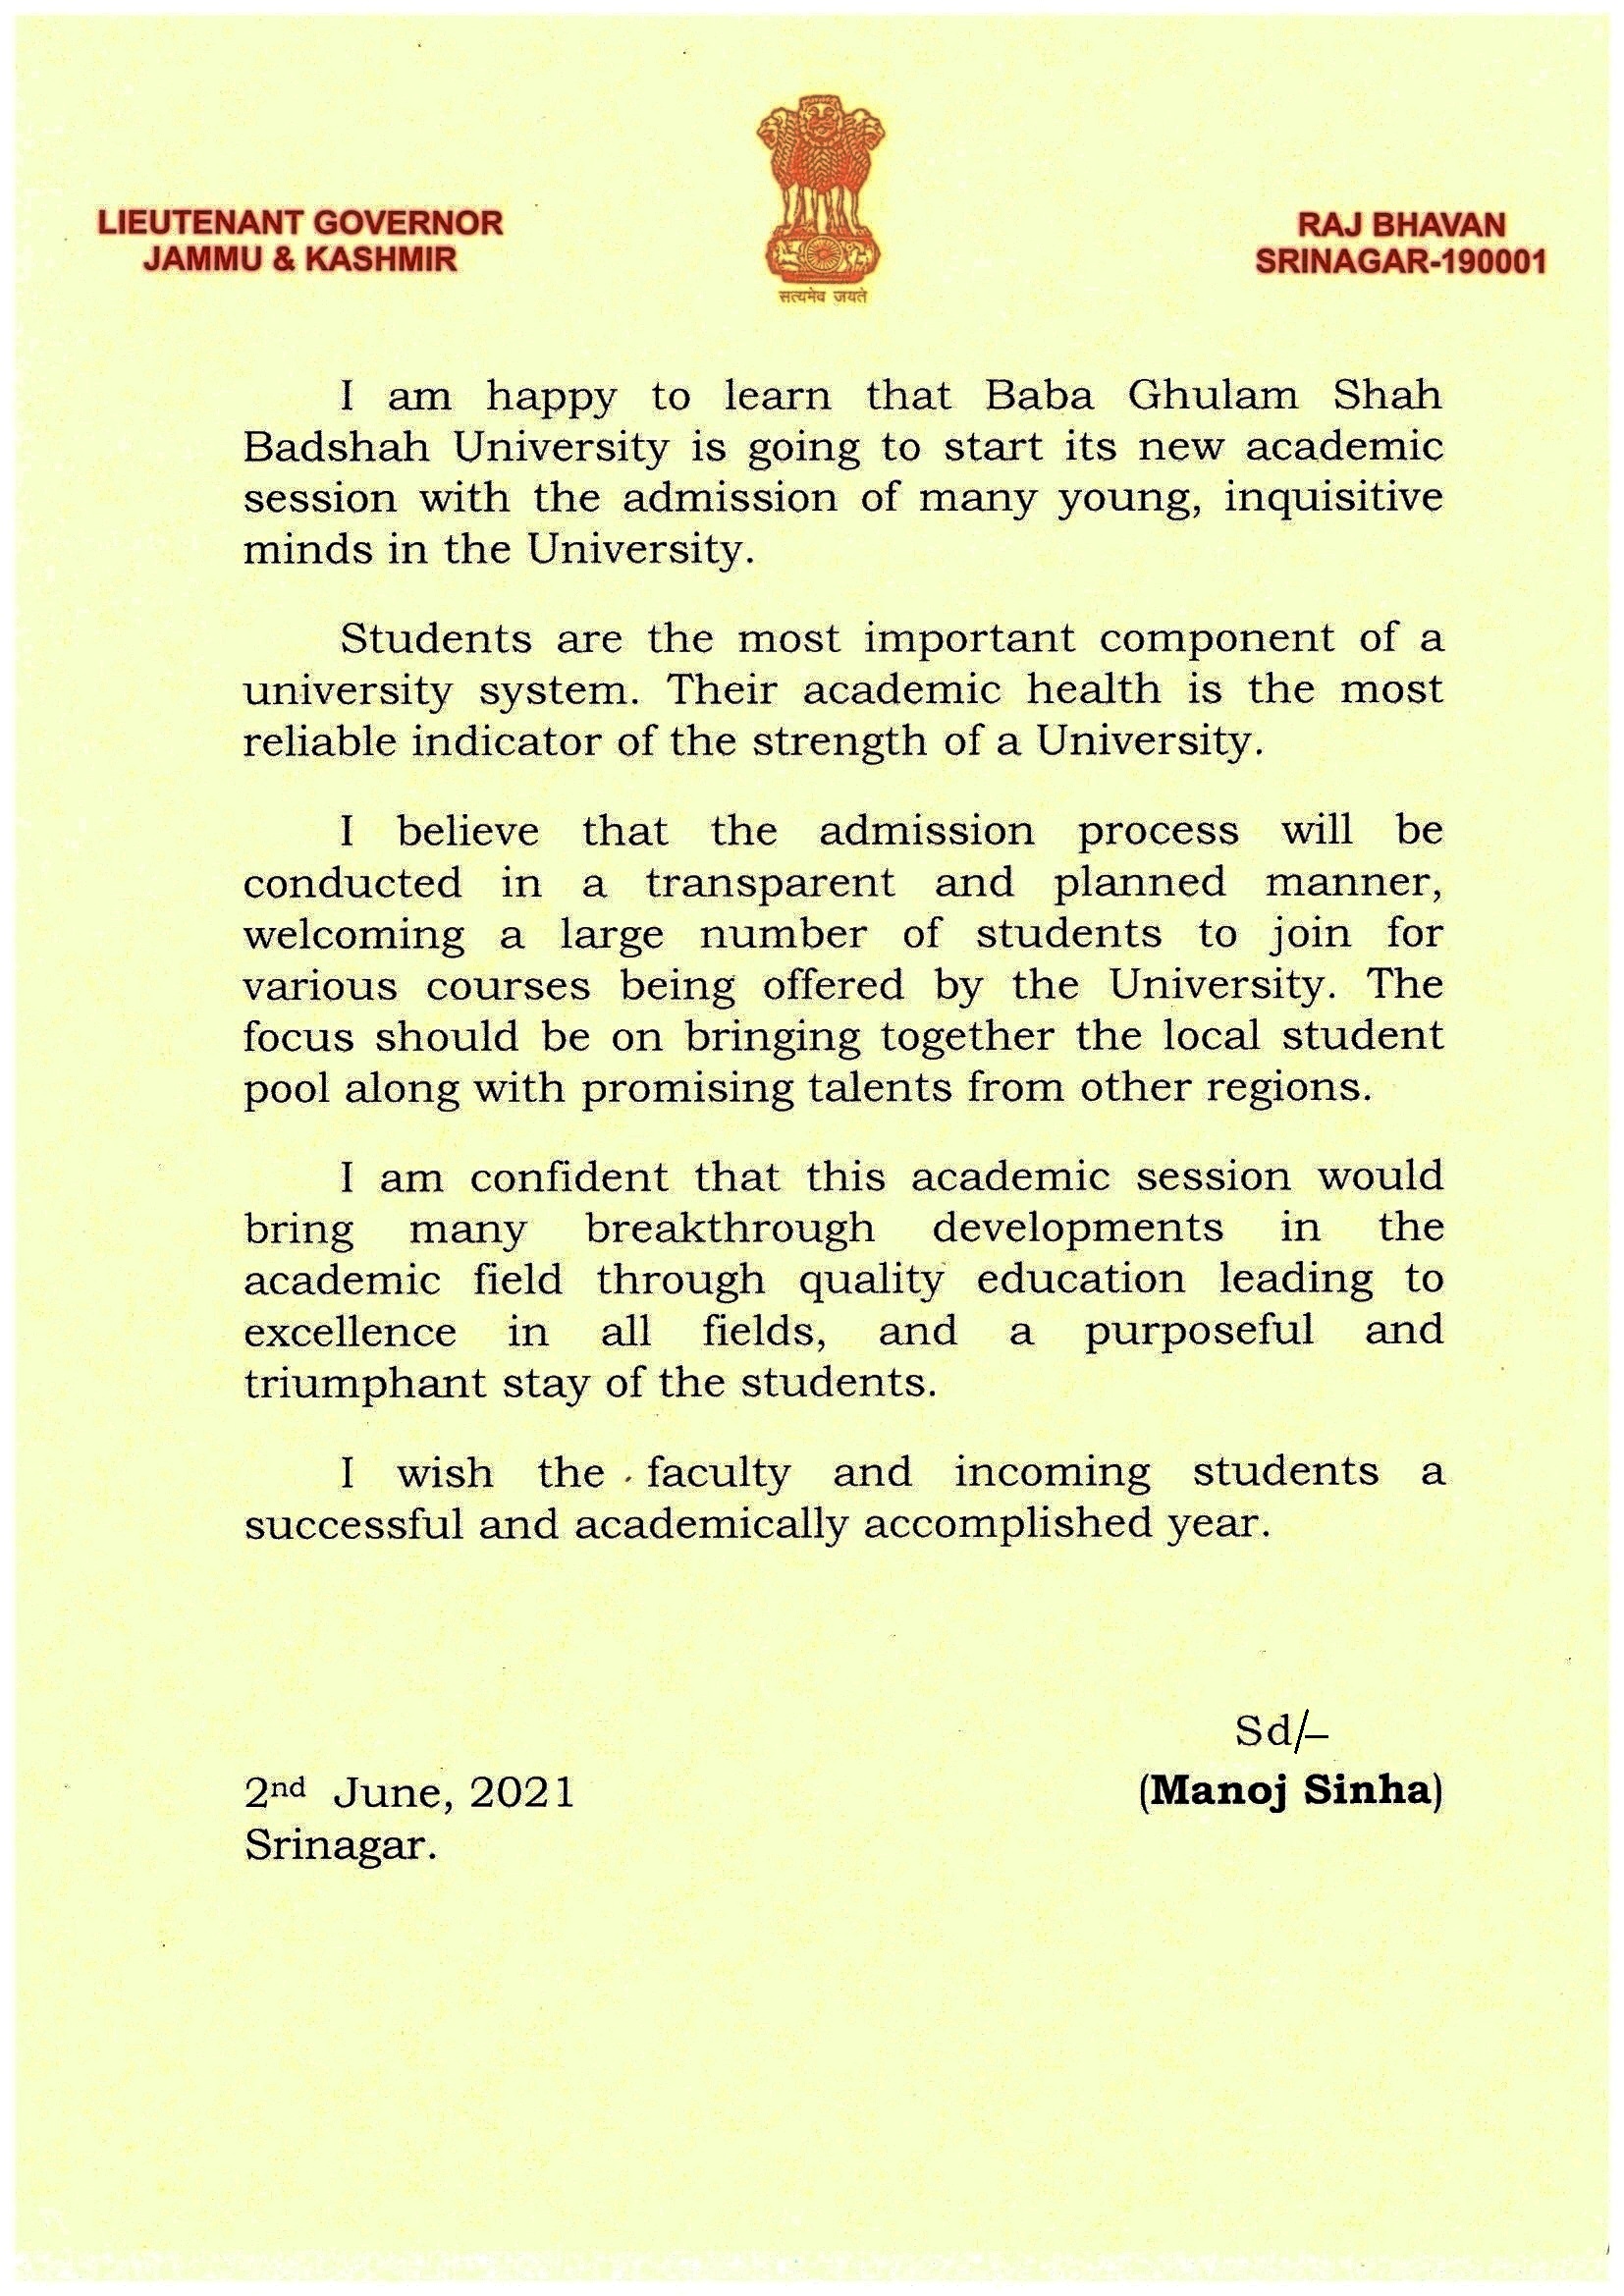 LIEUTENANT GOVERNOR
JAMMU & KASHMIR
सत्यमेव जयते
RAJ BHAVAN
SRINAGAR-190001
I am happy to learn that Baba Ghulam Shah
Badshah University is going to start its new academic
session with the admission of many young, inquisitive
minds in the University.
Students are the most important component of a
university system. Their academic health is the most
reliable indicator of the strength of a University.
I believe that the admission process will be
conducted in a transparent and planned manner,
welcoming a large number of students to join for
various courses being offered by the University. The
focus should be on bringing together the local student
pool along with promising talents from other regions.
I am confident that this academic session would
bring many breakthrough developments in the
academic field through quality education leading to
excellence in all fields, and a purposeful and
triumphant stay of the students.
I wish the faculty and incoming students a
successful and academically accomplished year.
Sd/–
(Manoj Sinha)
2nd June, 2021
Srinagar.